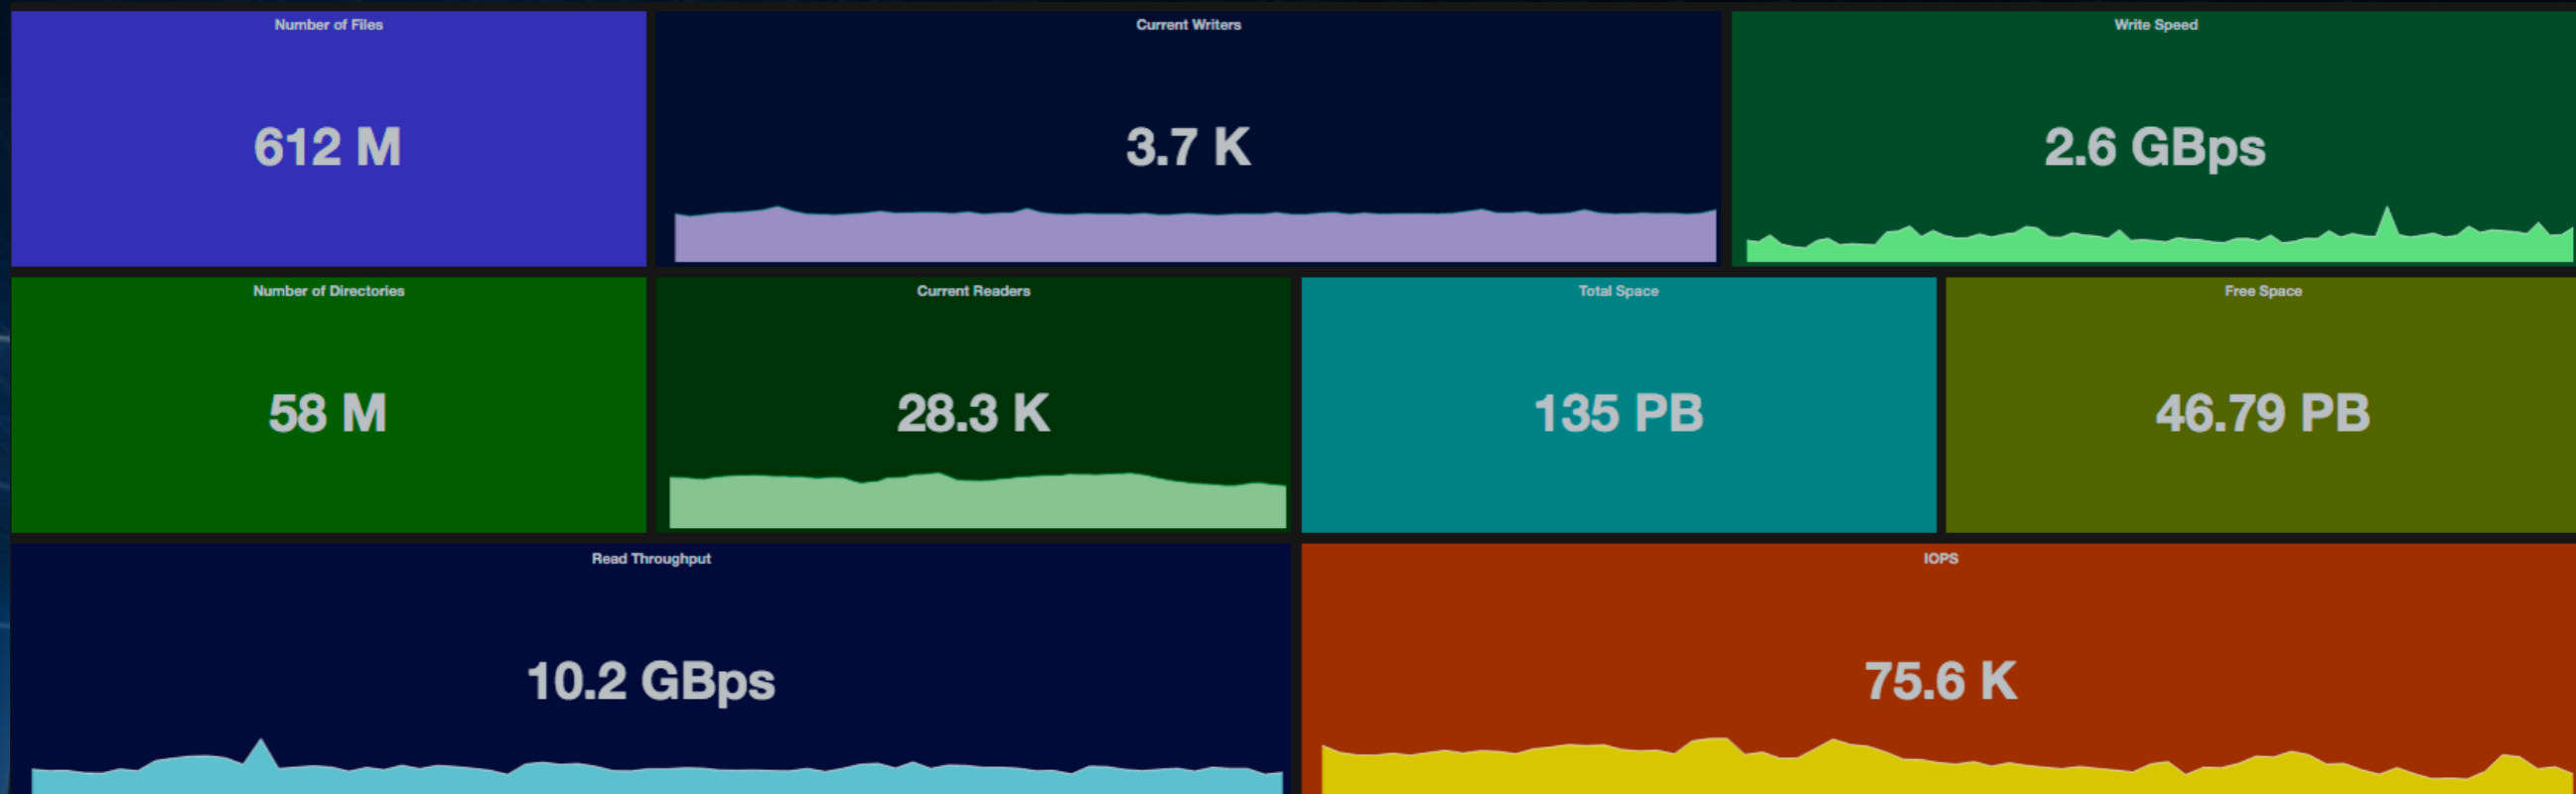 Number of Files
612 M
Current Writers
3.7 K
Write Speed
2.6 GBps
Number of Directories
58 M
Current Readers
28.3 K
Total Space
135 PB
Free Space
46.79 PB
Read Throughput
10.2 GBps
IOPS
75.6 K